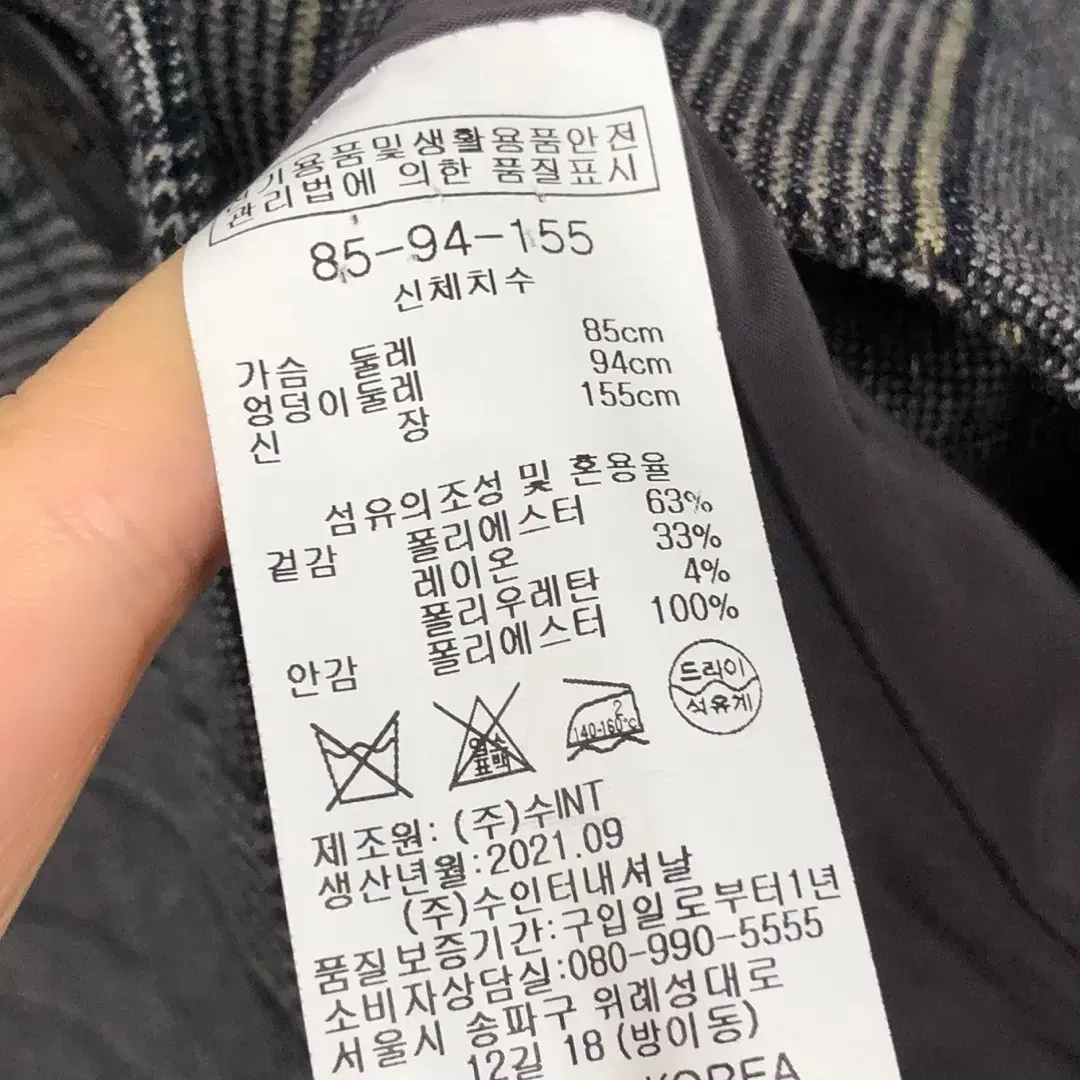 기용품및생활용품안전
관리법에 의한 품질표시
85-94-155
신체치수
가슴 둘레 85cm
엉덩이둘레 94cm
신 장 155cm
섬유의조성 및 혼용율
겉감 폴리에스터 63%
레이온 33%
폴리우레탄 4%
안감 폴리에스터 100%
염소
표백
2
140-160°C
드라이
석유계
제조원: (주)수INT
생산년월:2021.09
(주)수인터내셔날
품질보증기간:구입일로부터1년
소비자상담실:080-990-5555
서울시 송파구 위례성대로
12길 18 (방이동)
KOREA